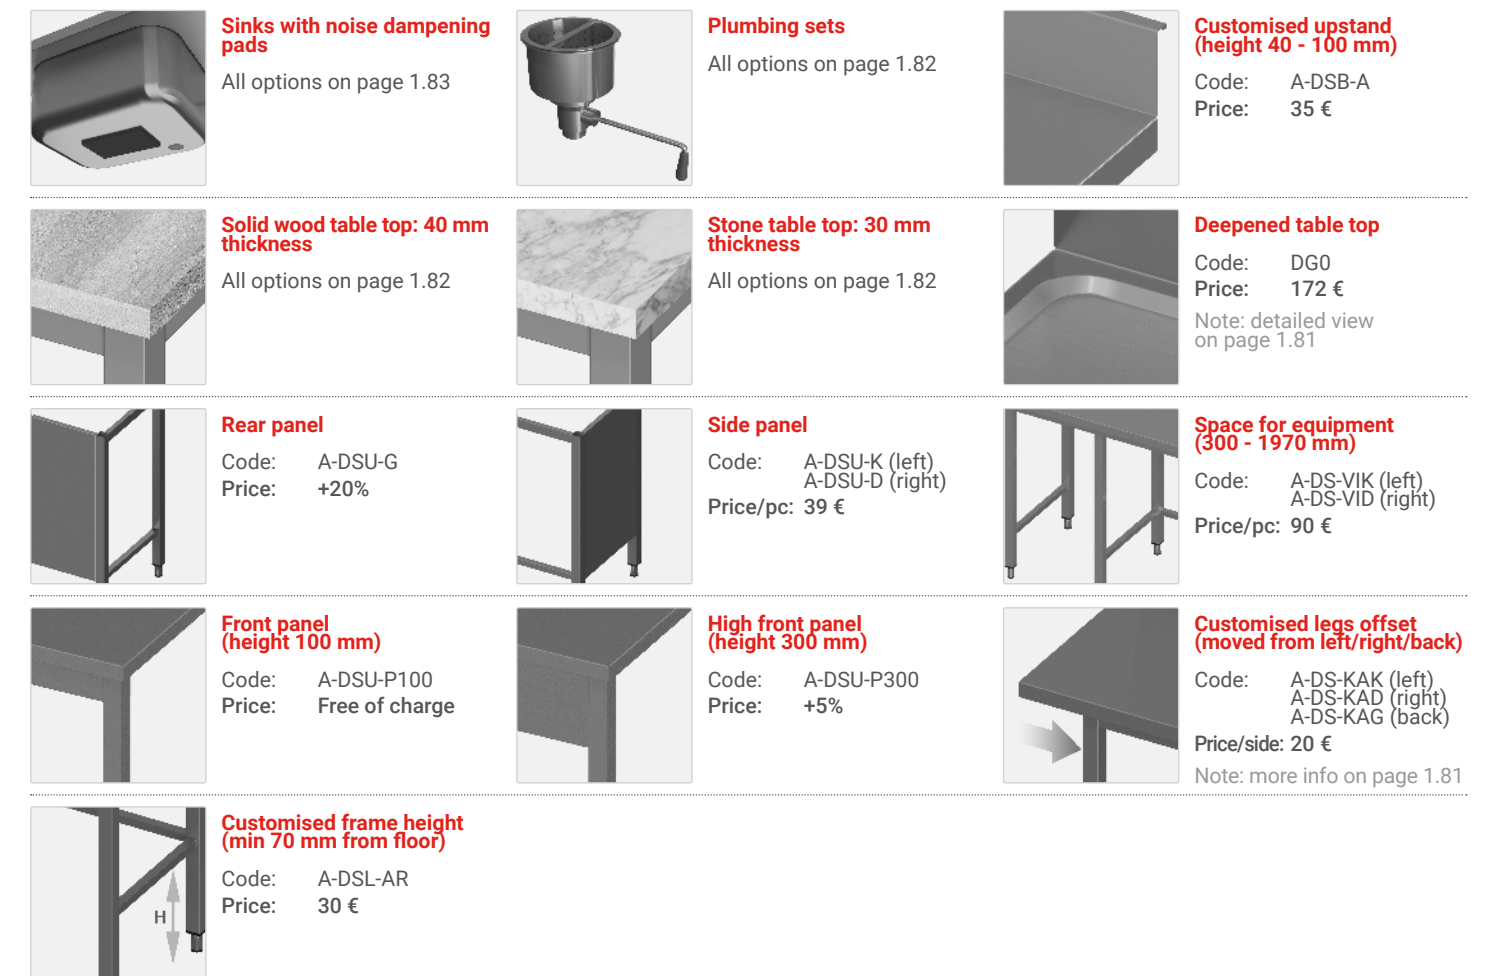 Sinks with noise dampening
pads
All options on page 1.83
Plumbing sets
All options on page 1.82
Customised upstand
(height 40 - 100 mm)
Code: A-DSB-A
Price: 35 €
Solid wood table top: 40 mm
thickness
All options on page 1.82
Stone table top: 30 mm
thickness
All options on page 1.82
Deepened table top
Code: DG0
Price: 172 €
Note: detailed view
on page 1.81
Rear panel
Code: A-DSU-G
Price: +20%
Side panel
Code: A-DSU-K (left)
A-DSU-D (right)
Price/pc: 39 €
Space for equipment
(300 - 1970 mm)
Code: A-DS-VIK (left)
A-DS-VID (right)
Price/pc: 90 €
Front panel
(height 100 mm)
Code: A-DSU-P100
Price: Free of charge
High front panel
(height 300 mm)
Code: A-DSU-P300
Price: +5%
Customised legs offset
(moved from left/right/back)
Code: A-DS-KAK (left)
A-DS-KAD (right)
A-DS-KAG (back)
Price/side: 20 €
Note: more info on page 1.81
Customised frame height
(min 70 mm from floor)
Code: A-DSL-AR
Price: 30 €
H